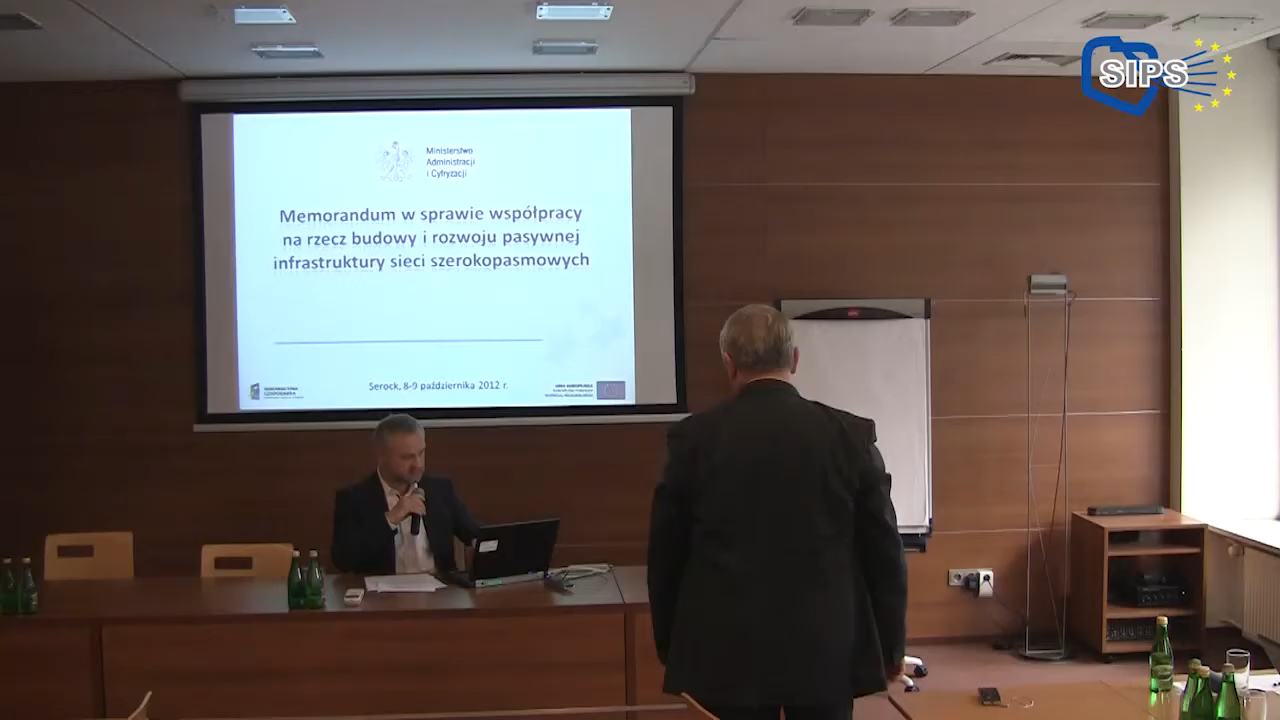 SIPS
Ministerstwo
Administracji
i Cyfryzacji
Memorandum w sprawie współpracy
na rzecz budowy i rozwoju pasywnej
infrastruktury sieci szerokopasmowych
Serock, 8-9 października 2012 r.